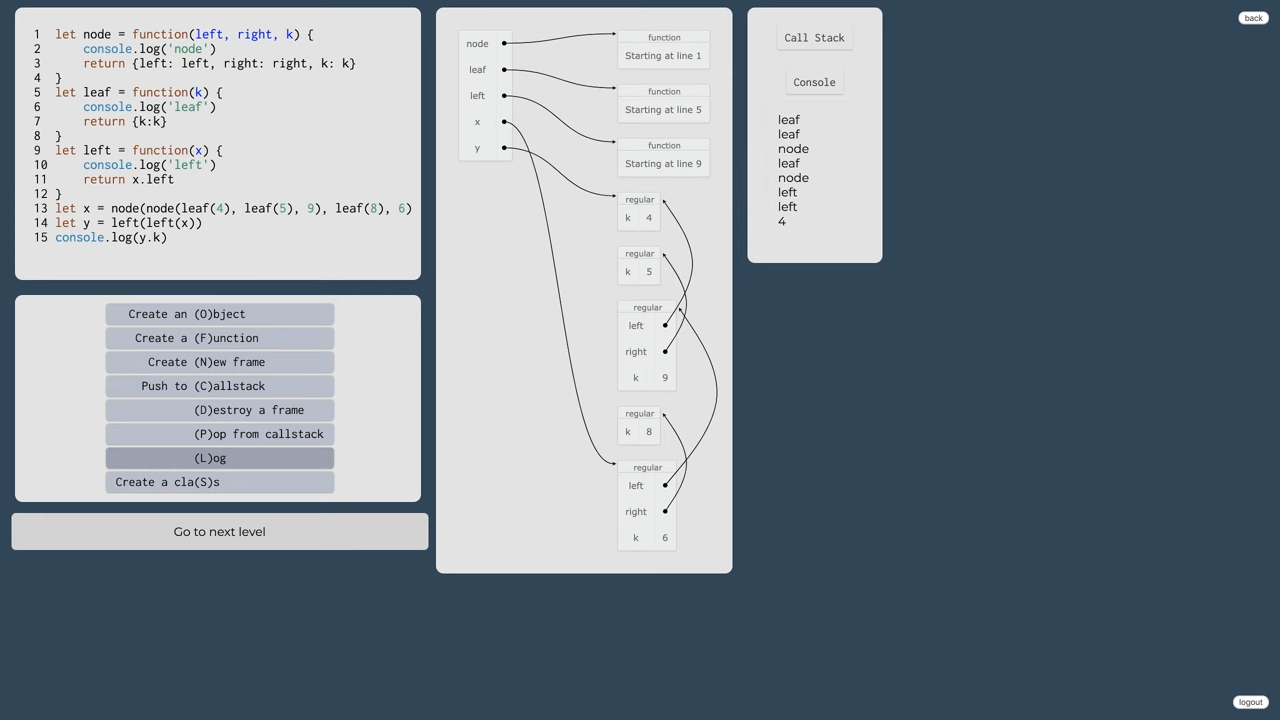 1 let node = function(left, right, k) {
2 console.log('node')
3 return {left: left, right: right, k: k}
4 }
5 let leaf = function(k) {
6 console.log('leaf')
7 return {k:k}
8 }
9 let left = function(x) {
10 console.log('left')
11 return x.left
12 }
13 let x = node(node(leaf(4), leaf(5), 9), leaf(8), 6)
14 let y = left(left(x))
15 console.log(y.k)
Create an (O)bject
Create a (F)unction
Create (N)ew frame
Push to (C)allstack
(D)estroy a frame
(P)op from callstack
(L)og
Create a cla(S)s
Go to next level
node
leaf
left
x
y
function
Starting at line 1
function
Starting at line 5
function
Starting at line 9
regular
k 4
regular
k 5
regular
left
right
k 9
regular
k 8
regular
left
right
k 6
Call Stack
Console
leaf
leaf
node
leaf
node
left
left
4
back
logout